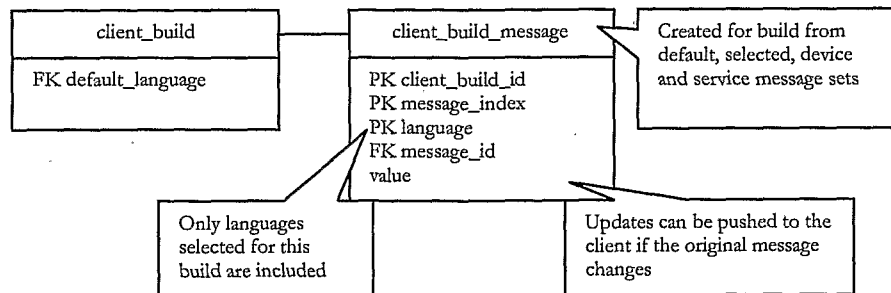 client_build
FK default_language
client_build_message
PK client_build_id
PK message_index
PK language
FK message_id
value
Created for build from
default, selected, device
and service message sets
Only languages
selected for this
build are included
Updates can be pushed to the
client if the original message
changes